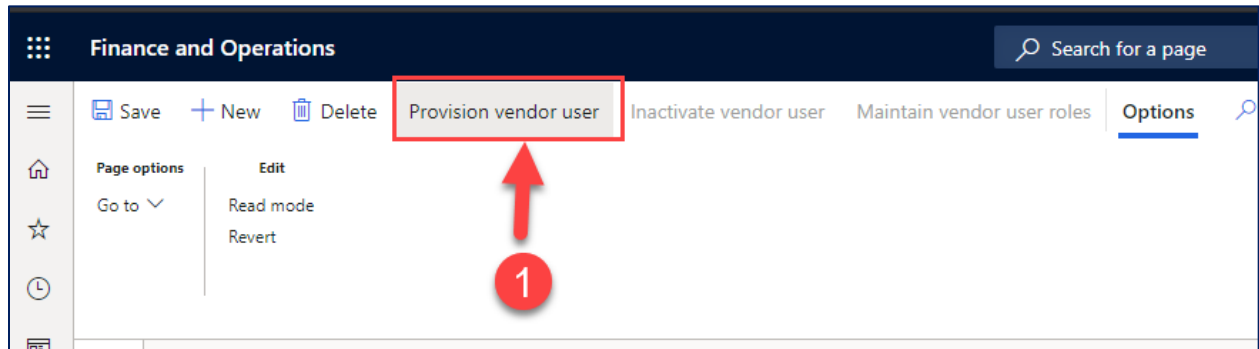 Finance and Operations
Search for a page
Save New Delete Provision vendor user Inactivate vendor user Maintain vendor user roles Options
Page options Edit
Go to Read mode
Revert
1